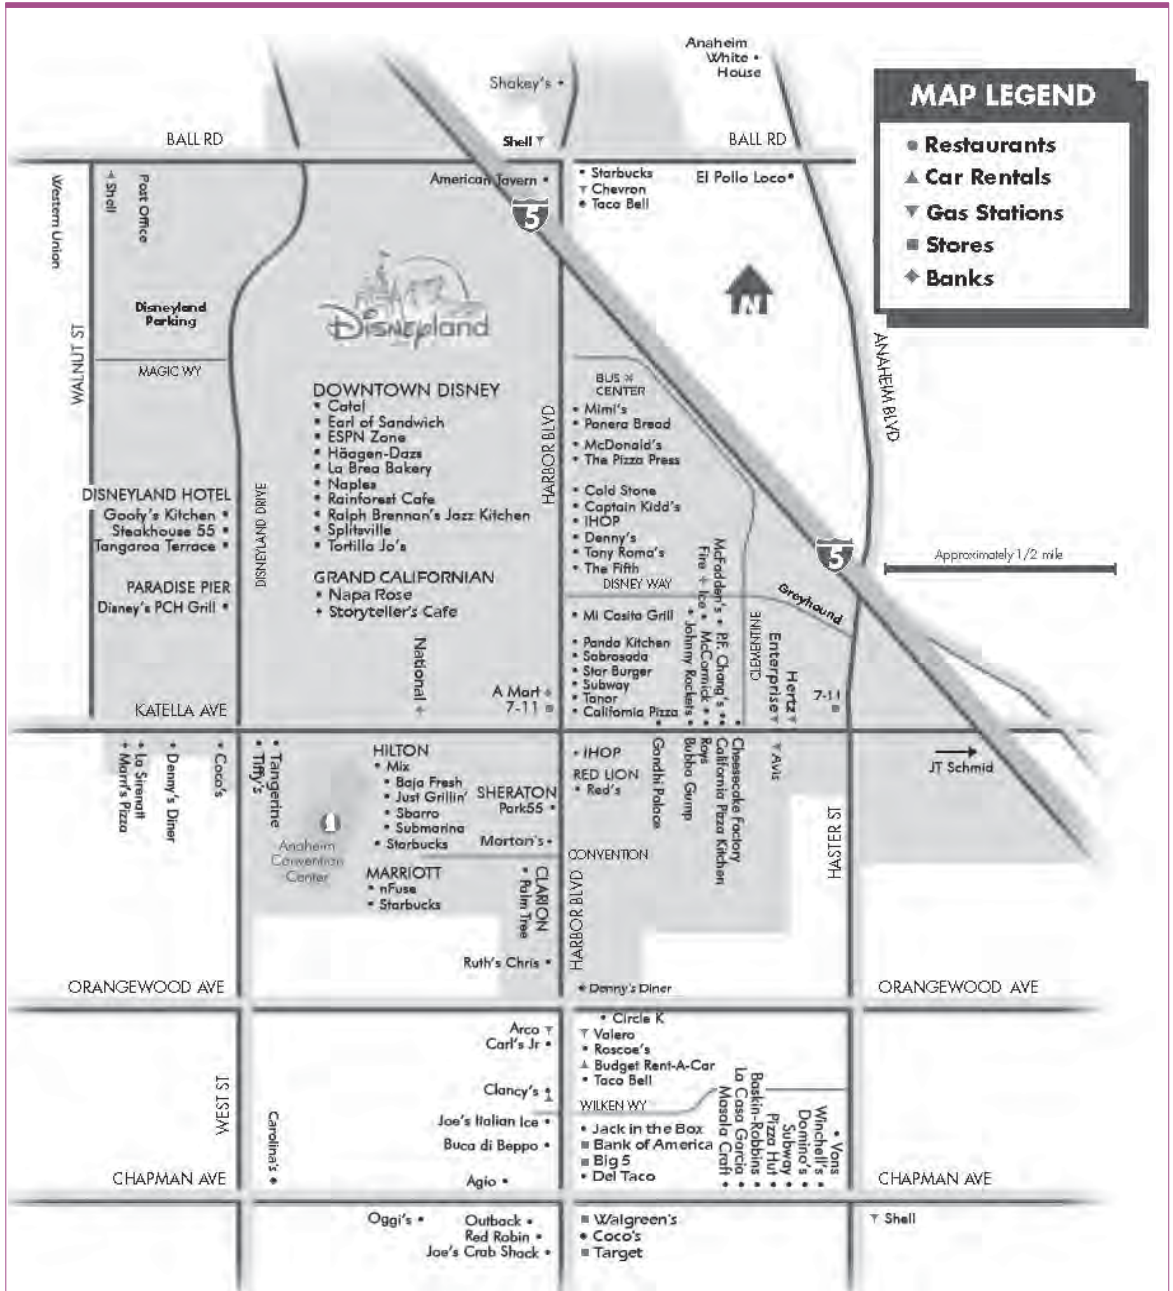 Anaheim
White
House
Shakey's
MAP LEGEND
Restaurants
Car Rentals
Gas Stations
Stores
Banks
BALL RD
Shell
BALL RD
Western Union
Shell
Post Office
American Tavern
Starbucks
Chevron
Taco Bell
El Pollo Loco
5
N
Disneyland
Parking
Disneyland
WALNUT ST
MAGIC WY
ANAHEIM BLVD
BUS
CENTER
DOWNTOWN DISNEY
Catal
Earl of Sandwich
ESPN Zone
Häagen-Dazs
La Brea Bakery
Naples
Rainforest Cafe
Ralph Brennan's Jazz Kitchen
Splitsville
Tortilla Jo's
HARBOR BLVD
Mimi's
Panera Bread
McDonald's
The Pizza Press
Cold Stone
Captain Kidd's
IHOP
Denny's
Tony Roma's
The Fifth
DISNEYLAND HOTEL
Goofy's Kitchen
Steakhouse 55
Tangaroa Terrace
DISNEYLAND DRIVE
PARADISE PIER
Disney's PCH Grill
GRAND CALIFORNIAN
Napa Rose
Storyteller's Cafe
5
Approximately 1/2 mile
DISNEY WAY
Greyhound
Mi Casita Grill
Panda Kitchen
Sabrosada
Star Burger
Subway
Tanor
California Pizza
McFadden's
P.F. Chang's
Fire + Ice
McCormick
Johnny Rockets
CLEMENTINE
Hertz
Enterprise
7-11
National
A Mart
7-11
KATELLA AVE
Coco's
Denny's Diner
La Sirenatt
Marri's Pizza
Tangerine
Tiffy's
Anaheim
Convention
Center
HILTON
Mix
Baja Fresh
Just Grillin'
Sbarro
Submarina
Starbucks
SHERATON
Park55
Morton's
IHOP
RED LION
Red's
Gandhi Palace
Bubba Gump
Roys
California Pizza Kitchen
Cheesecake Factory
Avis
JT Schmid
CONVENTION
HASTER ST
MARRIOTT
nFuse
Starbucks
CLARION
Palm Tree
HARBOR BLVD
Ruth's Chris
Denny's Diner
ORANGEWOOD AVE
ORANGEWOOD AVE
Arco
Carl's Jr
Clancy's
Joe's Italian Ice
Buca di Beppo
Agio
Circle K
Valero
Roscoe's
Budget Rent-A-Car
Taco Bell
WILKEN WY
Jack in the Box
Bank of America
Big 5
Del Taco
WEST ST
Carolina's
Masala Craft
La Casa Garcia
Baskin-Robbins
Pizza Hut
Subway
Domino's
Winchell's
Vons
CHAPMAN AVE
CHAPMAN AVE
Oggi's
Outback
Red Robin
Joe's Crab Shack
Walgreen's
Coco's
Target
Shell